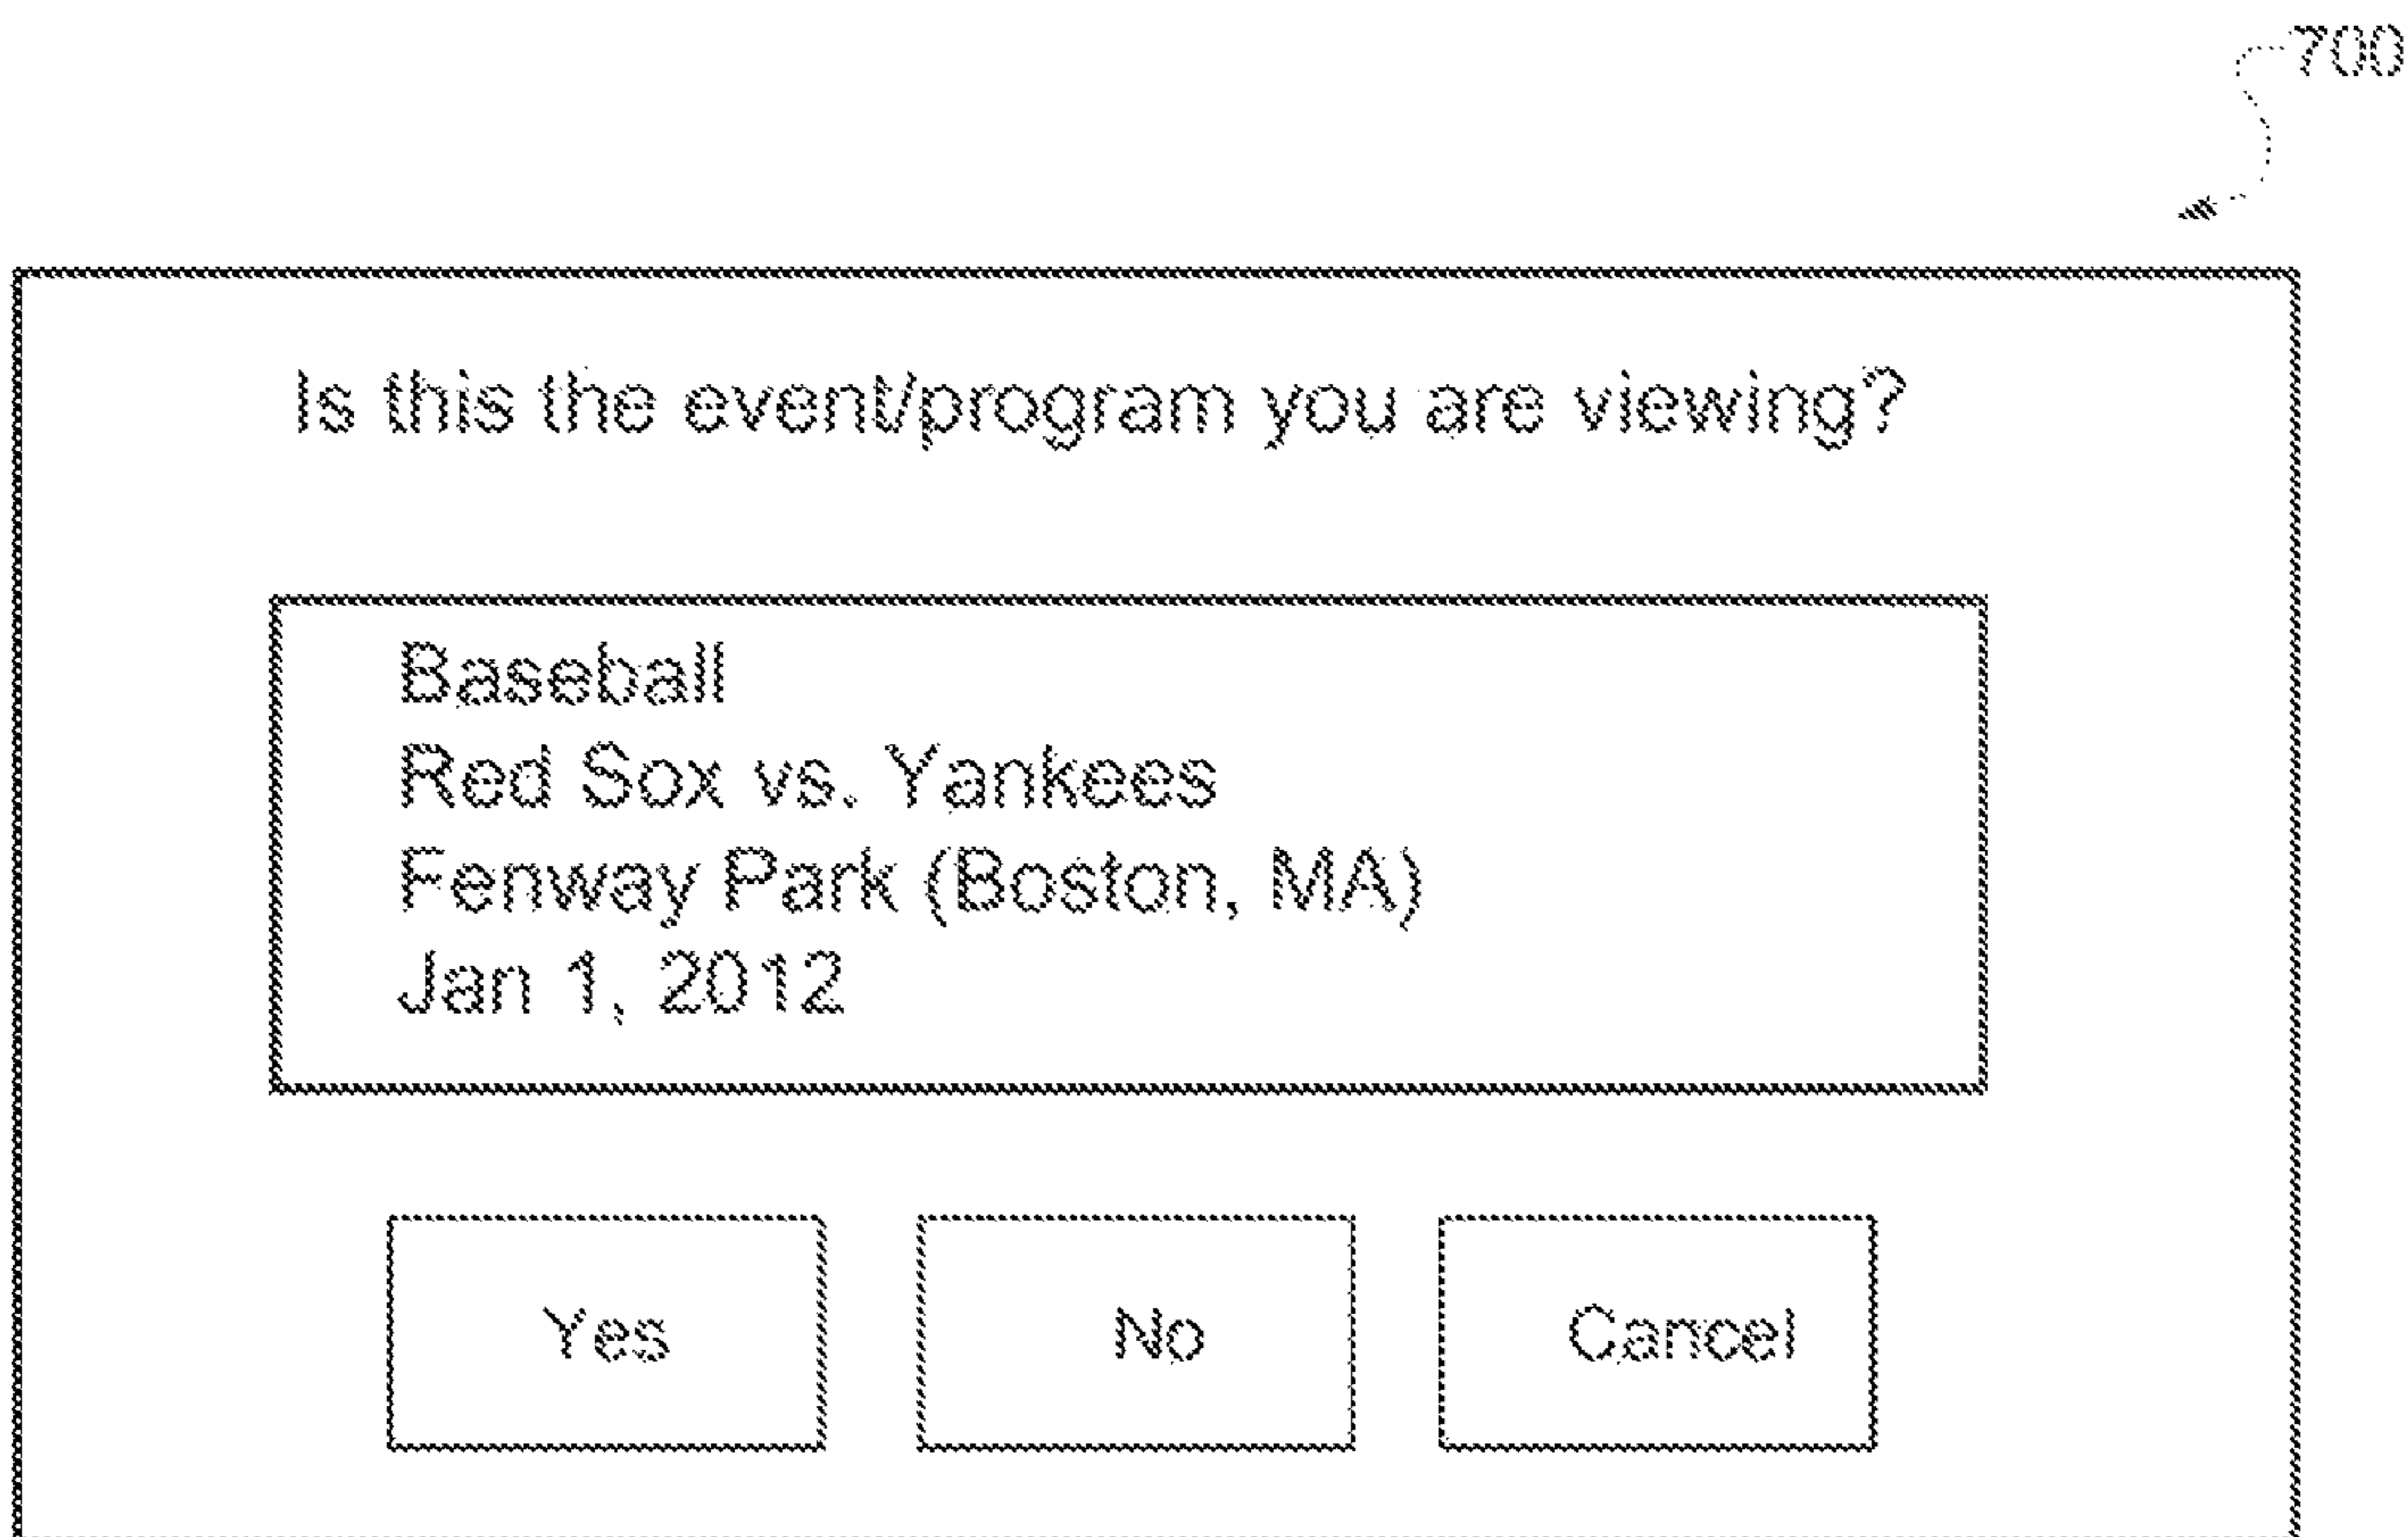 700
Is this the event/program you are viewing?
Baseball
Red Sox vs. Yankees
Fenway Park (Boston, MA)
Jan 1, 2012
Yes No Cancel